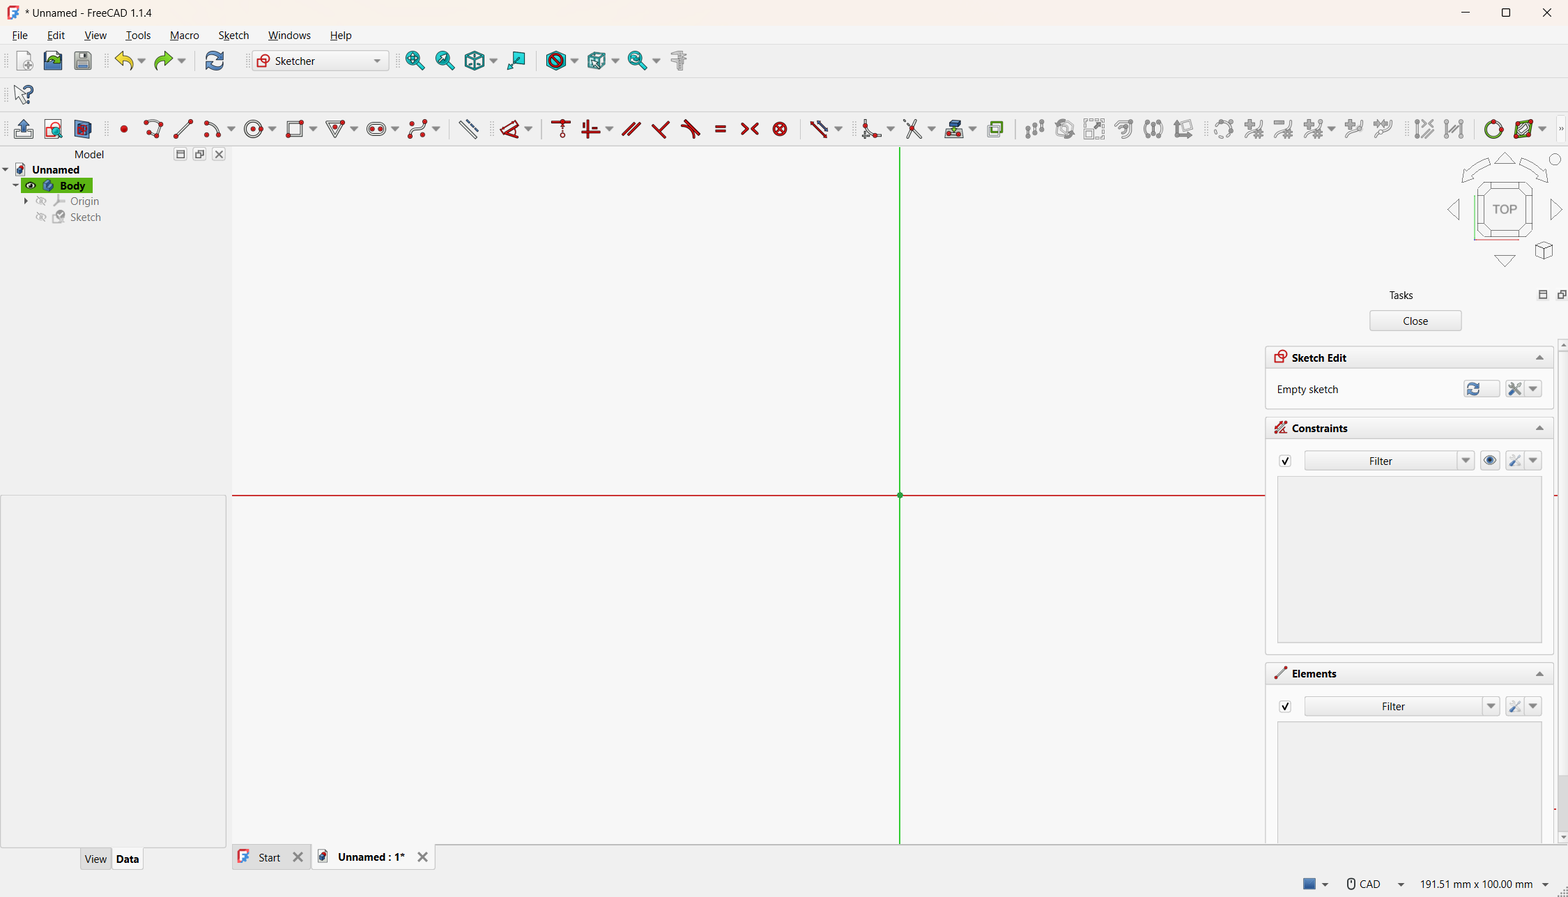 * Unnamed - FreeCAD 1.1.4
File Edit View Tools Macro Sketch Windows Help
Sketcher
Model
Unnamed
Body
Origin
Sketch
TOP
Tasks
Close
Sketch Edit
Empty sketch
Constraints
Filter
Elements
Filter
View Data
Start
Unnamed : 1*
CAD
191.51 mm x 100.00 mm